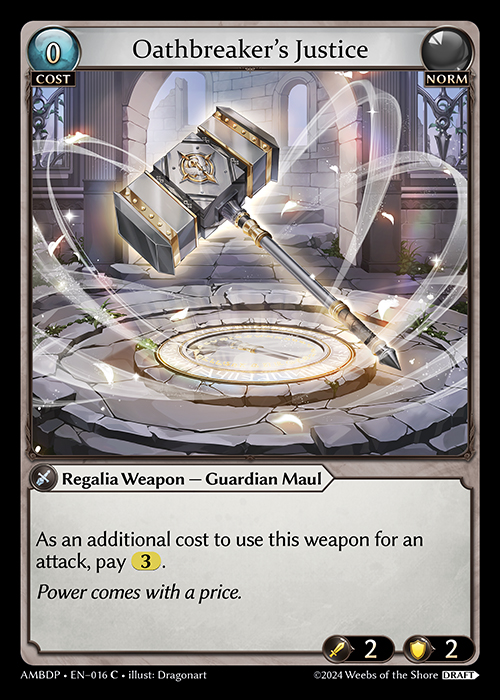 0
Oathbreaker's Justice
COST
NORM
Regalia Weapon — Guardian Maul
As an additional cost to use this weapon for an
attack, pay 3.
Power comes with a price.
2 2
AMBDP • EN–016 C • illust: Dragonart
©2024 Weebs of the Shore DRAFT